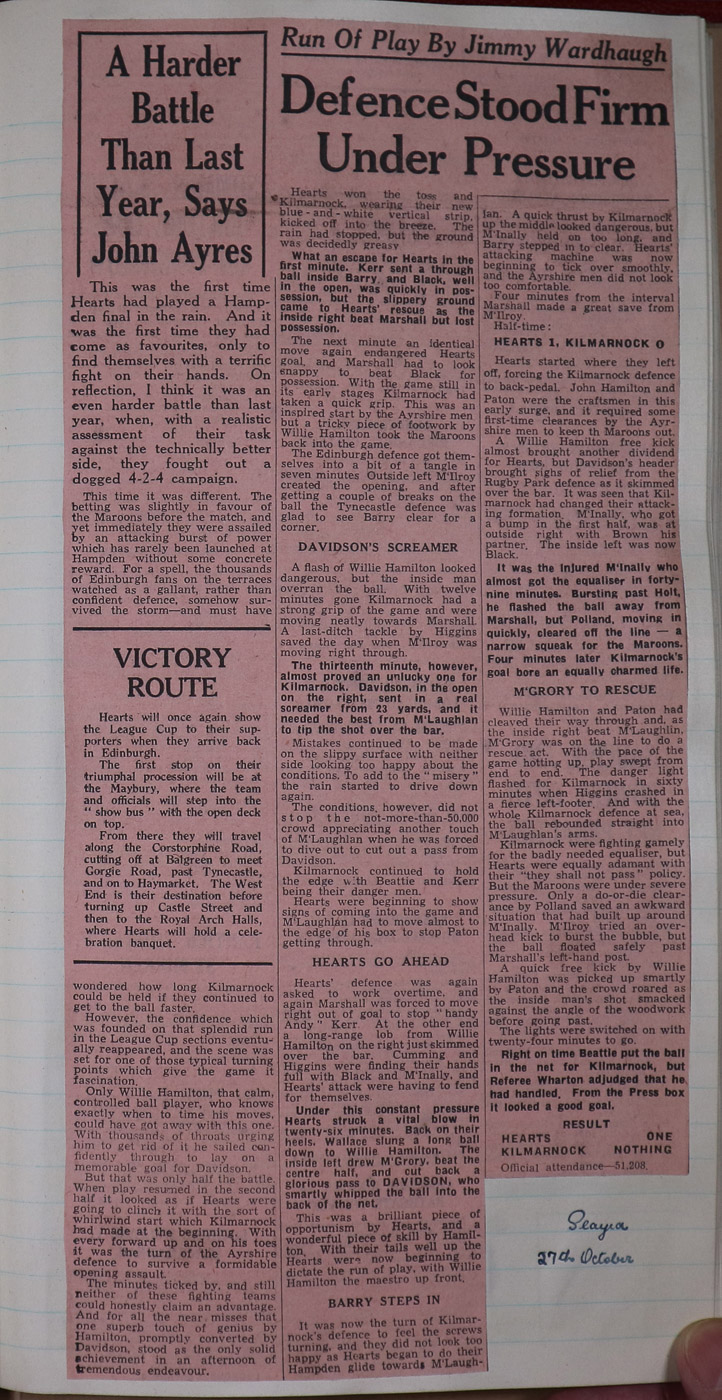 A Harder
Battle
Than Last
Year, Says
John Ayres
This was the first time
Hearts had played a Hamp-
den final in the rain. And it
was the first time they had
come as favourites, only to
find themselves with a terrific
fight on their hands. On
reflection, I think it was an
even harder battle than last
year, when, with a realistic
assessment of their task
against the technically better
side, they fought out a
dogged 4-2-4 campaign.
This time it was different. The
betting was slightly in favour of
the Maroons before the match, and
yet immediately they were assailed
by an attacking burst of power
which has rarely been launched at
Hampden without some concrete
reward. For a spell, the thousands
of Edinburgh fans on the terraces
watched as a gallant, rather than
confident defence, somehow sur-
vived the storm—and must have
VICTORY
ROUTE
Hearts will once again show
the League Cup to their sup-
porters when they arrive back
in Edinburgh.
The first stop on their
triumphal procession will be at
the Maybury, where the team
and officials will step into the
"show bus" with the open deck
on top.
From there they will travel
along the Corstorphine Road,
cutting off at Balgreen to meet
Gorgie Road, past Tynecastle,
and on to Haymarket. The West
End is their destination before
turning up Castle Street and
then to the Royal Arch Halls,
where Hearts will hold a cele-
bration banquet.
wondered how long Kilmarnock
could be held if they continued to
get to the ball faster.
However, the confidence which
was founded on that splendid run
in the League Cup sections eventu-
ally reappeared, and the scene was
set for one of those typical turning
points which give the game it
fascination.
Only Willie Hamilton, that calm,
controlled ball player, who knows
exactly when to time his moves,
could have got away with this one.
With thousands of throats urging
him to get rid of it he sailed con-
fidently through to lay on a
memorable goal for Davidson.
But that was only half the battle.
When play resumed in the second
half it looked as if Hearts were
going to clinch it with the sort of
whirlwind start which Kilmarnock
had made at the beginning. With
every forward up and on his toes
it was the turn of the Ayrshire
defence to survive a formidable
opening assault.
The minutes ticked by, and still
neither of these fighting teams
could honestly claim an advantage.
And for all the near misses that
one superb touch of genius by
Hamilton, promptly converted by
Davidson, stood as the only solid
achievement in an afternoon of
tremendous endeavour.
Run Of Play By Jimmy Wardhaugh
Defence Stood Firm
Under Pressure
Hearts won the toss and
Kilmarnock, wearing their new
blue-and-white vertical strip,
kicked off into the breeze. The
rain had stopped, but the ground
was decidedly greasy
What an escape for Hearts in the
first minute. Kerr sent a through
ball inside Barry, and Black, well
in the open, was quickly in pos-
session, but the slippery ground
came to Hearts' rescue as the
inside right beat Marshall but lost
possession.
The next minute an identical
move again endangered Hearts
goal, and Marshall had to look
snappy to beat Black for
possession. With the game still in
its early stages Kilmarnock had
taken a quick grip. This was an
inspired start by the Ayrshire men
but a tricky piece of footwork by
Willie Hamilton took the Maroons
back into the game.
The Edinburgh defence got them-
selves into a bit of a tangle in
seven minutes Outside left M'Ilroy
created the opening, and after
getting a couple of breaks on the
ball the Tynecastle defence was
glad to see Barry clear for a
corner.
DAVIDSON'S SCREAMER
A flash of Willie Hamilton looked
dangerous, but the inside man
overran the ball. With twelve
minutes gone Kilmarnock had a
strong grip of the game and were
moving neatly towards Marshall.
A last-ditch tackle by Higgins
saved the day when M'Ilroy was
moving right through.
The thirteenth minute, however,
almost proved an unlucky one for
Kilmarnock. Davidson, in the open
on the right, sent in a real
screamer from 23 yards, and it
needed the best from M'Laughlan
to tip the shot over the bar.
Mistakes continued to be made
on the slippy surface with neither
side looking too happy about the
conditions. To add to the "misery"
the rain started to drive down
again.
The conditions, however, did not
stop the not-more-than-50,000
crowd appreciating another touch
of M'Laughlan when he was forced
to dive out to cut out a pass from
Davidson.
Kilmarnock continued to hold
the edge with Beattie and Kerr
being their danger men.
Hearts were beginning to show
signs of coming into the game and
M'Laughlan had to move almost to
the edge of his box to stop Paton
getting through.
HEARTS GO AHEAD
Hearts' defence was again
asked to work overtime, and
again Marshall was forced to move
right out of goal to stop "handy
Andy" Kerr. At the other end
a long-range lob from Willie
Hamilton on the right just skimmed
over the bar. Cumming and
Higgins were finding their hands
full with Black and M'Inally, and
Hearts' attack were having to fend
for themselves.
Under this constant pressure
Hearts struck a vital blow in
twenty-six minutes. Back on their
heels, Wallace slung a long ball
down to Willie Hamilton. The
inside left drew M'Grory, beat the
centre half, and cut back a
glorious pass to DAVIDSON, who
smartly whipped the ball into the
back of the net.
This was a brilliant piece of
opportunism by Hearts, and a
wonderful piece of skill by Hamil-
ton. With their tails well up the
Hearts were now beginning to
dictate the run of play, with Willie
Hamilton the maestro up front.
BARRY STEPS IN
It was now the turn of Kilmar-
nock's defence to feel the screws
turning, and they did not look too
happy as Hearts began to do their
Hampden glide towards M'Laugh-
lan. A quick thrust by Kilmarnock
up the middle looked dangerous, but
M'Inally held on too long, and
Barry stepped in to clear. Hearts'
attacking machine was now
beginning to tick over smoothly,
and the Ayrshire men did not look
too comfortable.
Four minutes from the interval
Marshall made a great save from
M'Ilroy.
Half-time:
HEARTS 1, KILMARNOCK 0
Hearts started where they left
off, forcing the Kilmarnock defence
to back-pedal. John Hamilton and
Paton were the craftsmen in this
early surge, and it required some
first-time clearances by the Ayr-
shire men to keep th Maroons out.
A Willie Hamilton free kick
almost brought another dividend
for Hearts, but Davidson's header
brought sighs of relief from the
Rugby Park defence as it skimmed
over the bar. It was seen that Kil-
marnock had changed their attack-
ing formation. M'Inally, who got
a bump in the first half, was at
outside right with Brown his
partner. The inside left was now
Black.
It was the injured M'Inally who
almost got the equaliser in forty-
nine minutes. Bursting past Holt,
he flashed the ball away from
Marshall, but Polland, moving in
quickly, cleared off the line — a
narrow squeak for the Maroons.
Four minutes later Kilmarnock's
goal bore an equally charmed life.
M'GRORY TO RESCUE
Willie Hamilton and Paton had
cleaved their way through and, as
the inside right beat M'Laughlin,
M'Grory was on the line to do a
rescue act. With the pace of the
game hotting up, play swept from
end to end. The danger light
flashed for Kilmarnock in sixty
minutes when Higgins crashed in
a fierce left-footer. And with the
whole Kilmarnock defence at sea,
the ball rebounded straight into
M'Laughlan's arms.
Kilmarnock were fighting gamely
for the badly needed equaliser, but
Hearts were equally adamant with
their "they shall not pass" policy.
But the Maroons were under severe
pressure. Only a do-or-die clear-
ance by Polland saved an awkward
situation that had built up around
M'Inally. M'Ilroy tried an over-
head kick to burst the bubble, but
the ball floated safely past
Marshall's left-hand post.
A quick free kick by Willie
Hamilton was picked up smartly
by Paton and the crowd roared as
the inside man's shot smacked
against the angle of the woodwork
before going past.
The lights were switched on with
twenty-four minutes to go.
Right on time Beattie put the ball
in the net for Kilmarnock, but
Referee Wharton adjudged that he
had handled. From the Press box
it looked a good goal.
RESULT
HEARTS ONE
KILMARNOCK NOTHING
Official attendance—51,208.
27th October